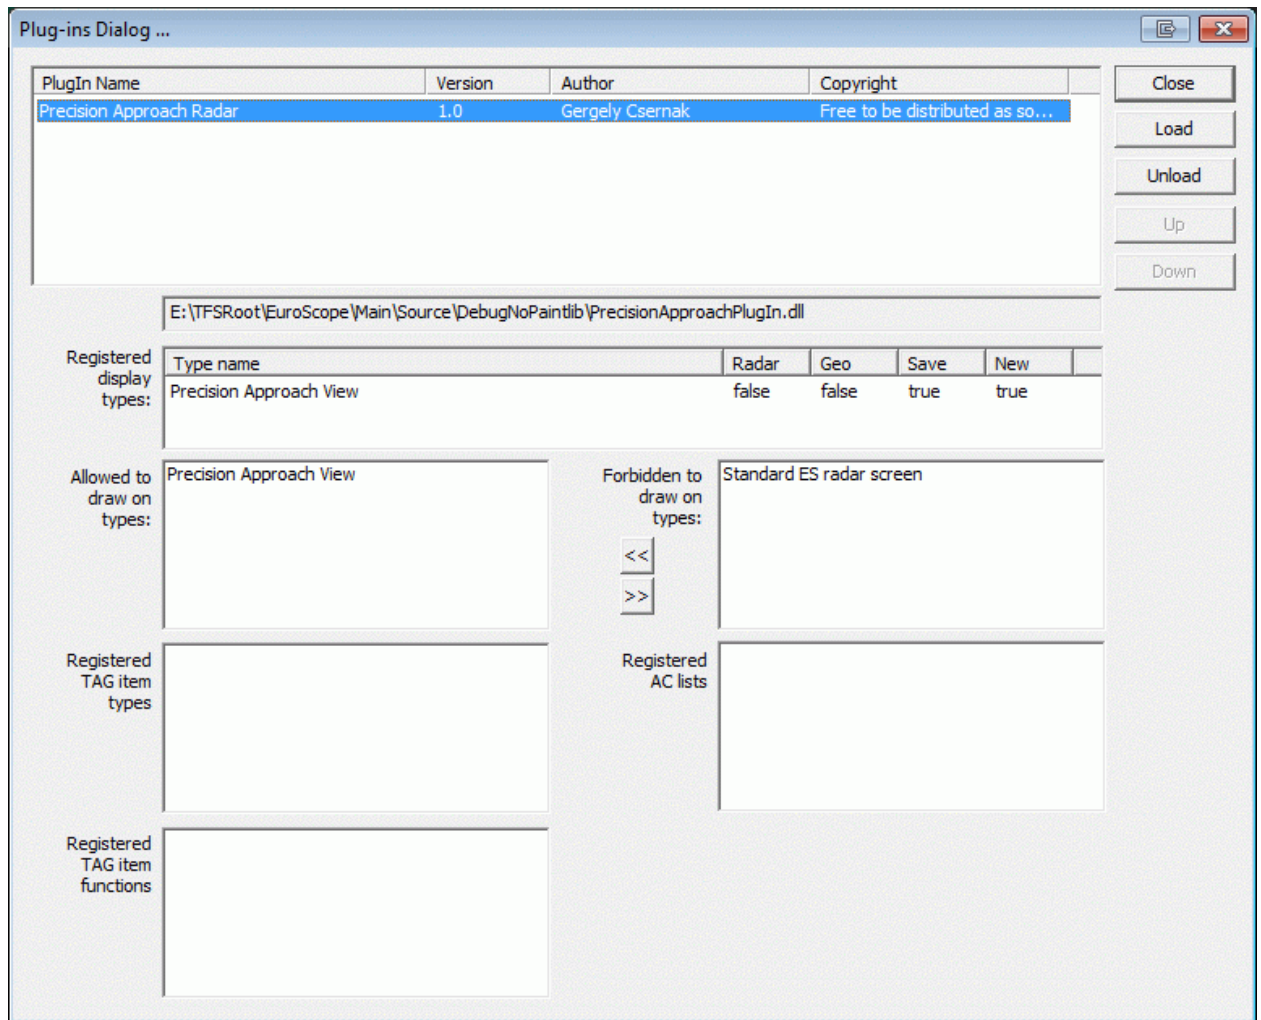 Plug-ins Dialog ...
PlugIn Name Version Author Copyright
Precision Approach Radar 1.0 Gergely Csernak Free to be distributed as so...
Close
Load
Unload
Up
Down
E:\TFSRoot\EuroScope\Main\Source\DebugNoPaintlib\PrecisionApproachPlugIn.dll
Registered
display
types:
Type name Radar Geo Save New
Precision Approach View false false true true
Allowed to
draw on
types:
Precision Approach View
Forbidden to
draw on
types:
Standard ES radar screen
<<
>>
Registered
TAG item
types
Registered
AC lists
Registered
TAG item
functions